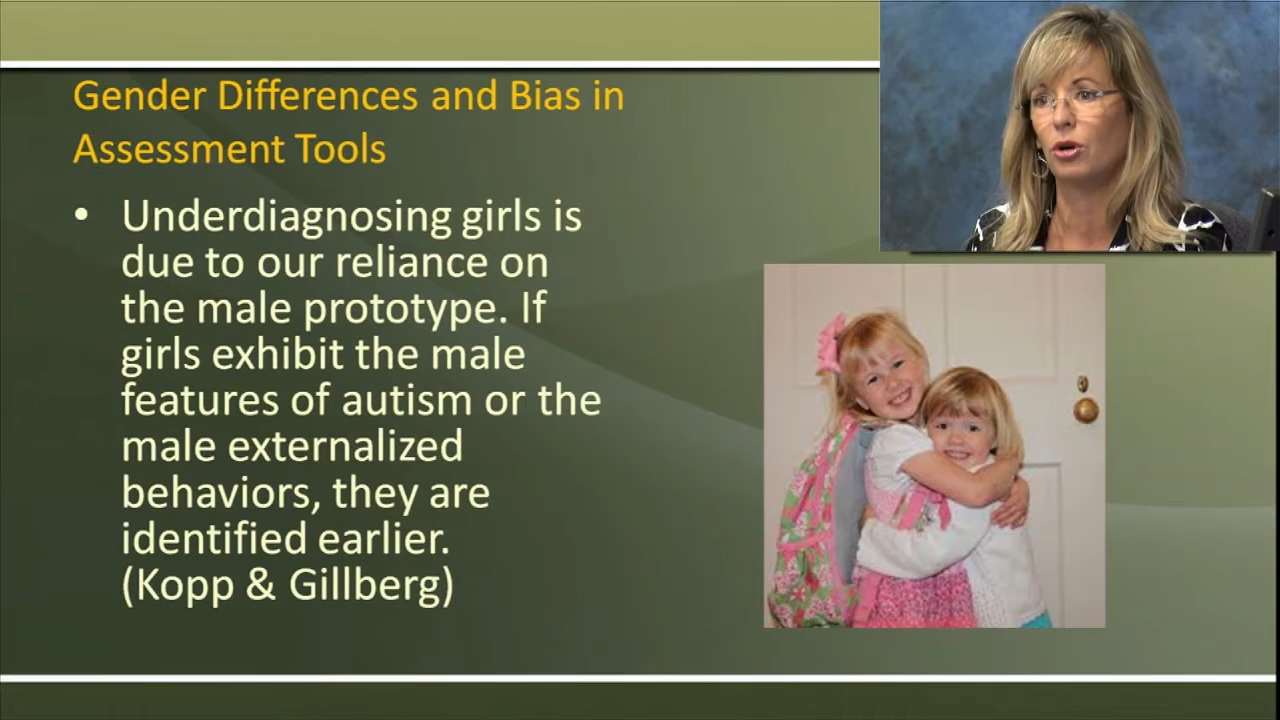 Gender Differences and Bias in
Assessment Tools
• Underdiagnosing girls is
due to our reliance on
the male prototype. If
girls exhibit the male
features of autism or the
male externalized
behaviors, they are
identified earlier.
(Kopp & Gillberg)